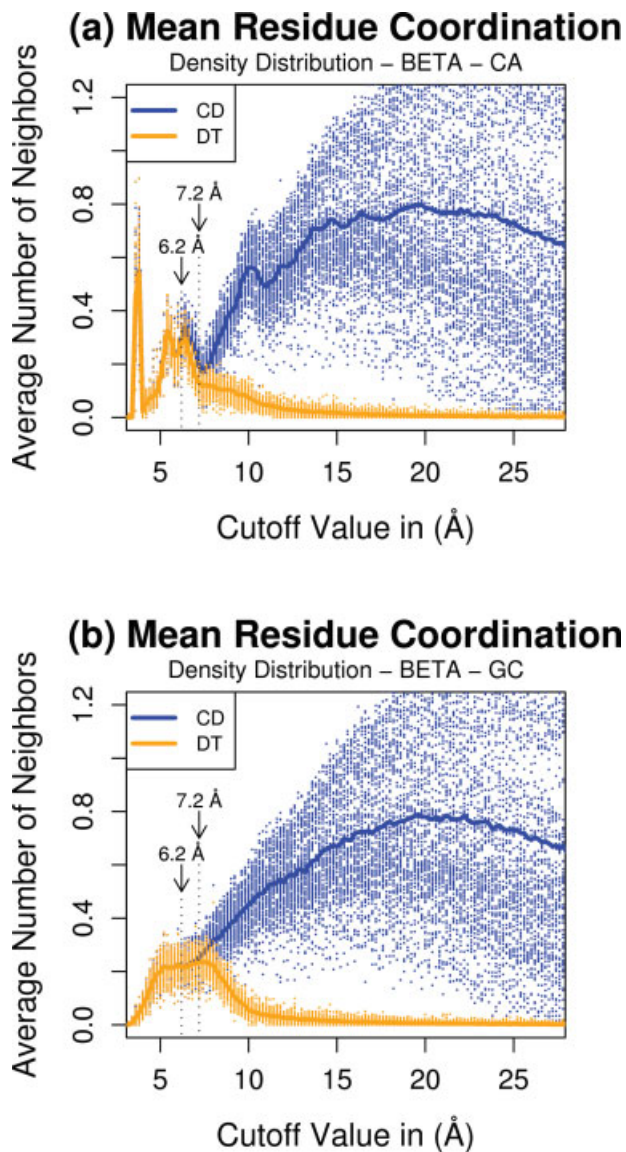 (a) Mean Residue Coordination
Density Distribution – BETA – CA
Average Number of Neighbors
1.2
0.8
0.4
0.0
CD
DT
7.2 Å
6.2 Å
5 10 15 20 25
Cutoff Value in (Å)
(b) Mean Residue Coordination
Density Distribution – BETA – GC
Average Number of Neighbors
1.2
0.8
0.4
0.0
CD
DT
7.2 Å
6.2 Å
5 10 15 20 25
Cutoff Value in (Å)